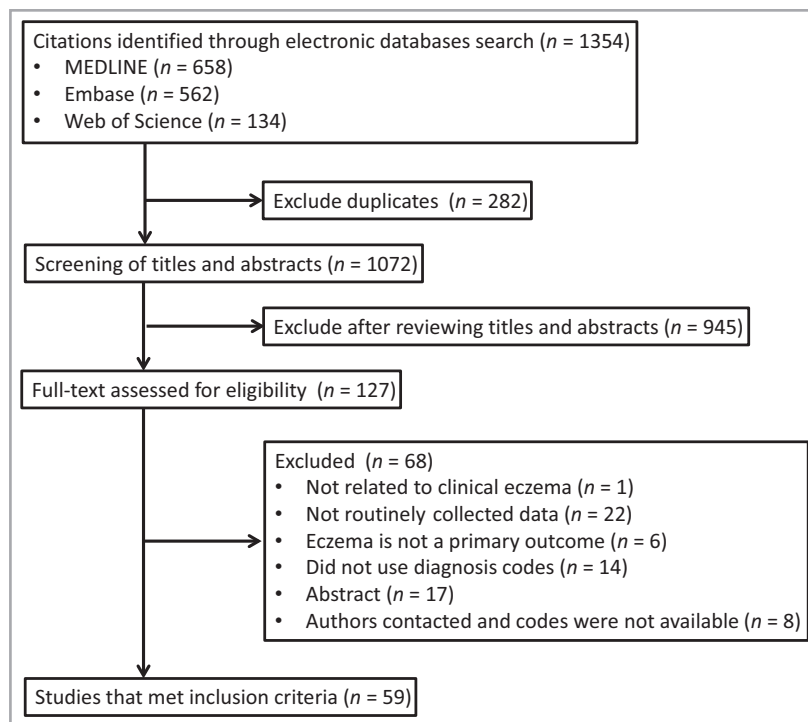 Citations identified through electronic databases search (n = 1354)
• MEDLINE (n = 658)
• Embase (n = 562)
• Web of Science (n = 134)
Exclude duplicates (n = 282)
Screening of titles and abstracts (n = 1072)
Exclude after reviewing titles and abstracts (n = 945)
Full-text assessed for eligibility (n = 127)
Excluded (n = 68)
• Not related to clinical eczema (n = 1)
• Not routinely collected data (n = 22)
• Eczema is not a primary outcome (n = 6)
• Did not use diagnosis codes (n = 14)
• Abstract (n = 17)
• Authors contacted and codes were not available (n = 8)
Studies that met inclusion criteria (n = 59)